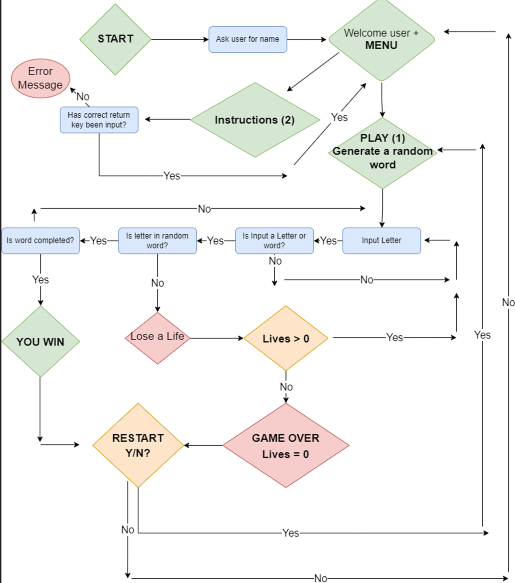 START
Ask user for name
Welcome user +
MENU
Error
Message
No
Has correct return
key been input?
Instructions (2)
Yes
PLAY (1)
Generate a random
word
Yes
No
Is word completed?
Yes
Is letter in random
word?
Yes
Is Input a Letter or
word?
Yes
Input Letter
No
No
Yes
No
No
YOU WIN
Lose a Life
Lives > 0
Yes
Yes
No
RESTART
Y/N?
GAME OVER
Lives = 0
No
Yes
No